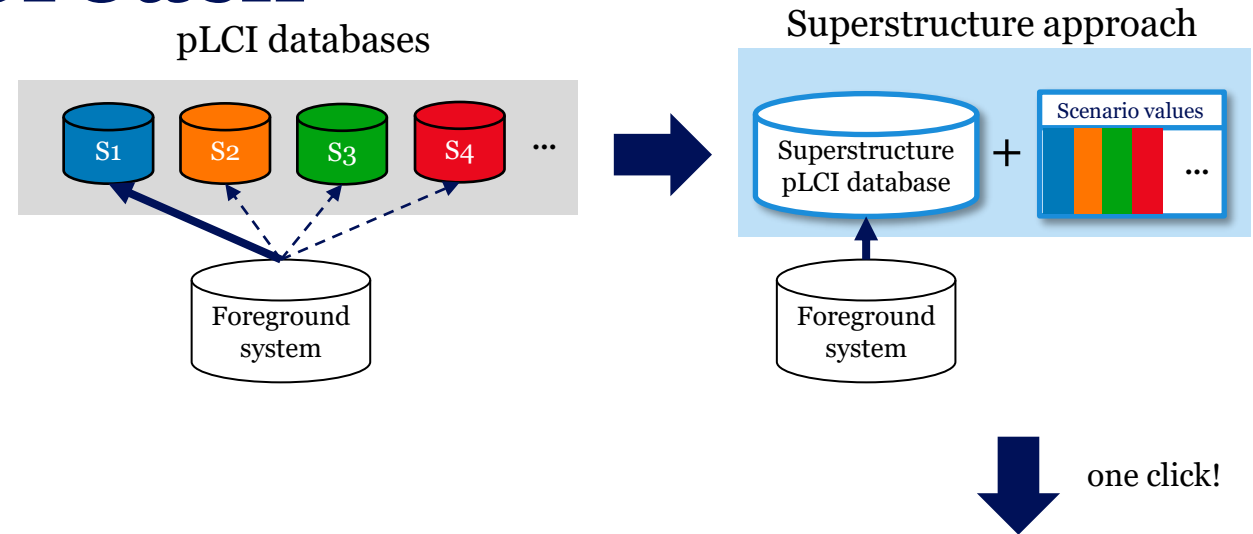 pLCI databases
S1
S2
S3
S4
...
Foreground
system
Superstructure approach
Superstructure
pLCI database
+
Scenario values
...
Foreground
system
one click!